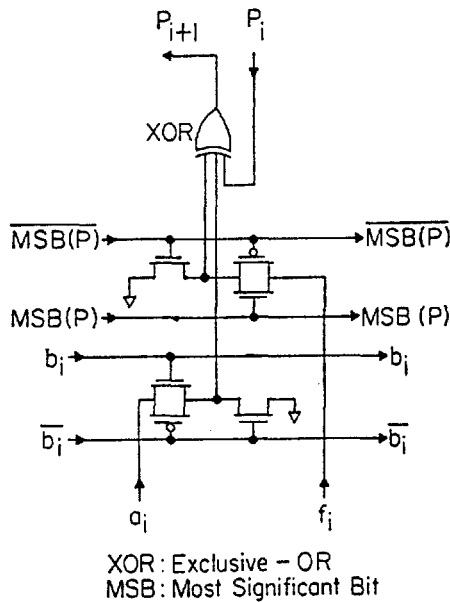 P_{i+1} P_i
XOR
\overline{MSB(P)} \overline{MSB(P)}
MSB(P) MSB(P)
b_i b_i
\overline{b_i} \overline{b_i}
a_i f_i
XOR: Exclusive-OR
MSB: Most Significant Bit